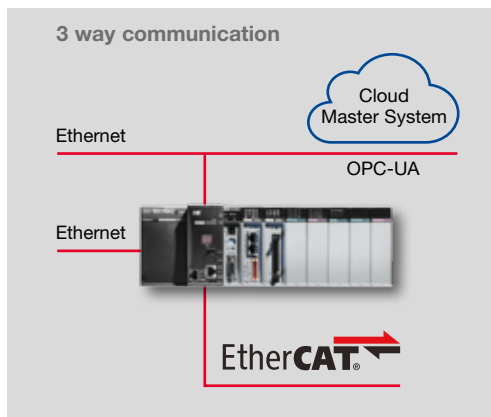 3 way communication
Cloud
Master System
Ethernet
OPC-UA
Ethernet
EtherCAT®